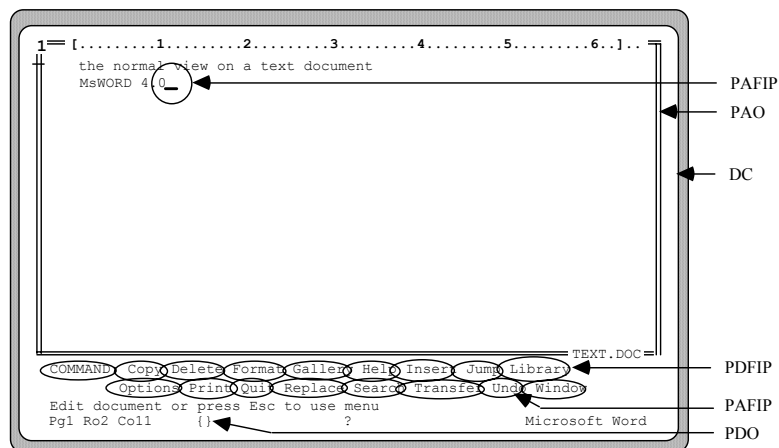 1 [.........1.........2.........3.........4.........5.........6..]..
the normal view on a text document
MsWORD 4.0_
PAFIP
PAO
DC
TEXT.DOC
COMMAND: Copy Delete Format Gallery Help Insert Jump Library
PDFIP
Options Print Quit Replace Search Transfer Undo Window
Edit document or press Esc to use menu
PAFIP
Pg1 Ro2 Co11 {} ? Microsoft Word
PDO